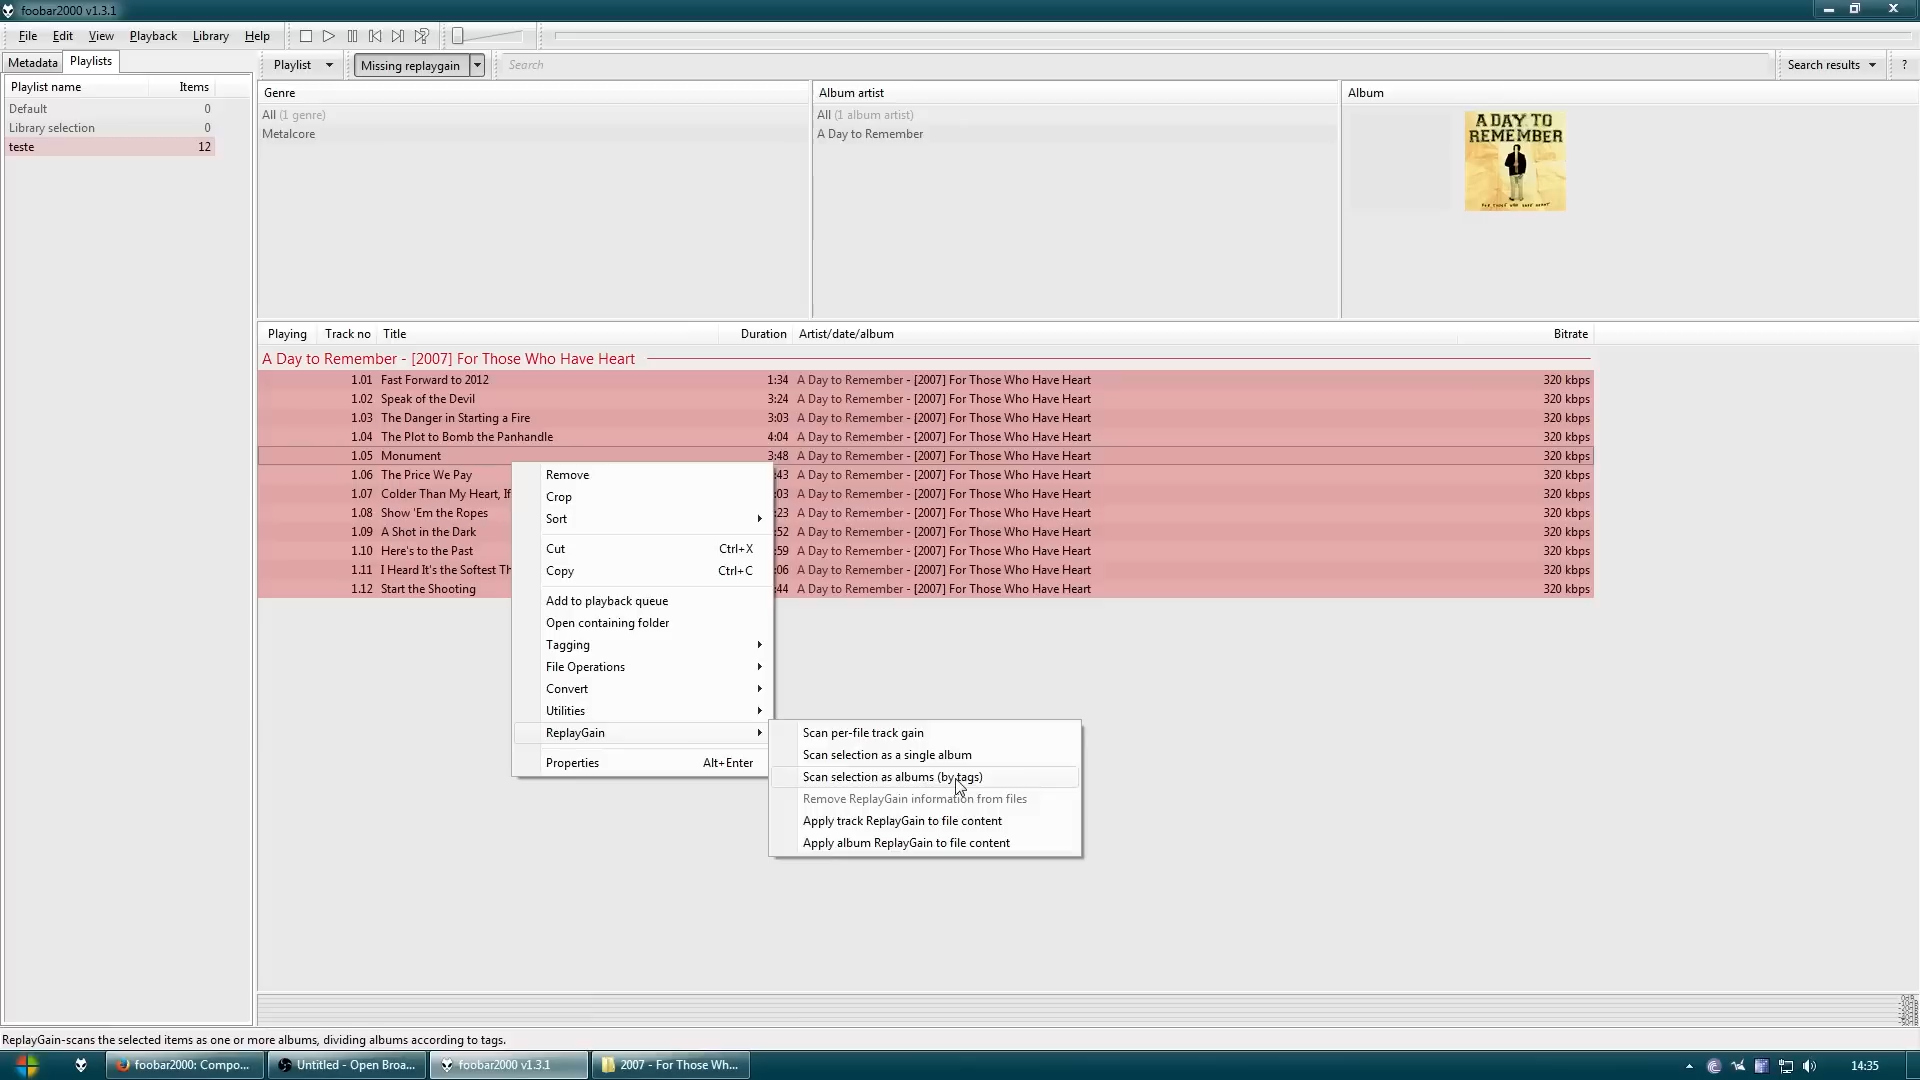 foobar2000 v1.3.1
File Edit View Playback Library Help
Metadata Playlists
Playlist Missing replaygain Search Search results ?
Playlist name Items
Default 0
Library selection 0
teste 12
Genre
All (1 genre)
Metalcore
Album artist
All (1 album artist)
A Day to Remember
Album
A DAY TO
REMEMBER
FOR THOSE WHO HAVE HEART
Playing Track no Title Duration Artist/date/album Bitrate
A Day to Remember - [2007] For Those Who Have Heart
1.01 Fast Forward to 2012 1:34 A Day to Remember - [2007] For Those Who Have Heart 320 kbps
1.02 Speak of the Devil 3:24 A Day to Remember - [2007] For Those Who Have Heart 320 kbps
1.03 The Danger in Starting a Fire 3:03 A Day to Remember - [2007] For Those Who Have Heart 320 kbps
1.04 The Plot to Bomb the Panhandle 4:04 A Day to Remember - [2007] For Those Who Have Heart 320 kbps
1.05 Monument 3:48 A Day to Remember - [2007] For Those Who Have Heart 320 kbps
1.06 The Price We Pay :43 A Day to Remember - [2007] For Those Who Have Heart 320 kbps
1.07 Colder Than My Heart, If :03 A Day to Remember - [2007] For Those Who Have Heart 320 kbps
1.08 Show 'Em the Ropes :23 A Day to Remember - [2007] For Those Who Have Heart 320 kbps
1.09 A Shot in the Dark :52 A Day to Remember - [2007] For Those Who Have Heart 320 kbps
1.10 Here's to the Past :59 A Day to Remember - [2007] For Those Who Have Heart 320 kbps
1.11 I Heard It's the Softest Th :06 A Day to Remember - [2007] For Those Who Have Heart 320 kbps
1.12 Start the Shooting :44 A Day to Remember - [2007] For Those Who Have Heart 320 kbps
Remove
Crop
Sort
Cut Ctrl+X
Copy Ctrl+C
Add to playback queue
Open containing folder
Tagging
File Operations
Convert
Utilities
ReplayGain
Properties Alt+Enter
Scan per-file track gain
Scan selection as a single album
Scan selection as albums (by tags)
Remove ReplayGain information from files
Apply track ReplayGain to file content
Apply album ReplayGain to file content
ReplayGain-scans the selected items as one or more albums, dividing albums according to tags.
foobar2000: Compo... Untitled - Open Broa... foobar2000 v1.3.1 2007 - For Those Wh... 14:35